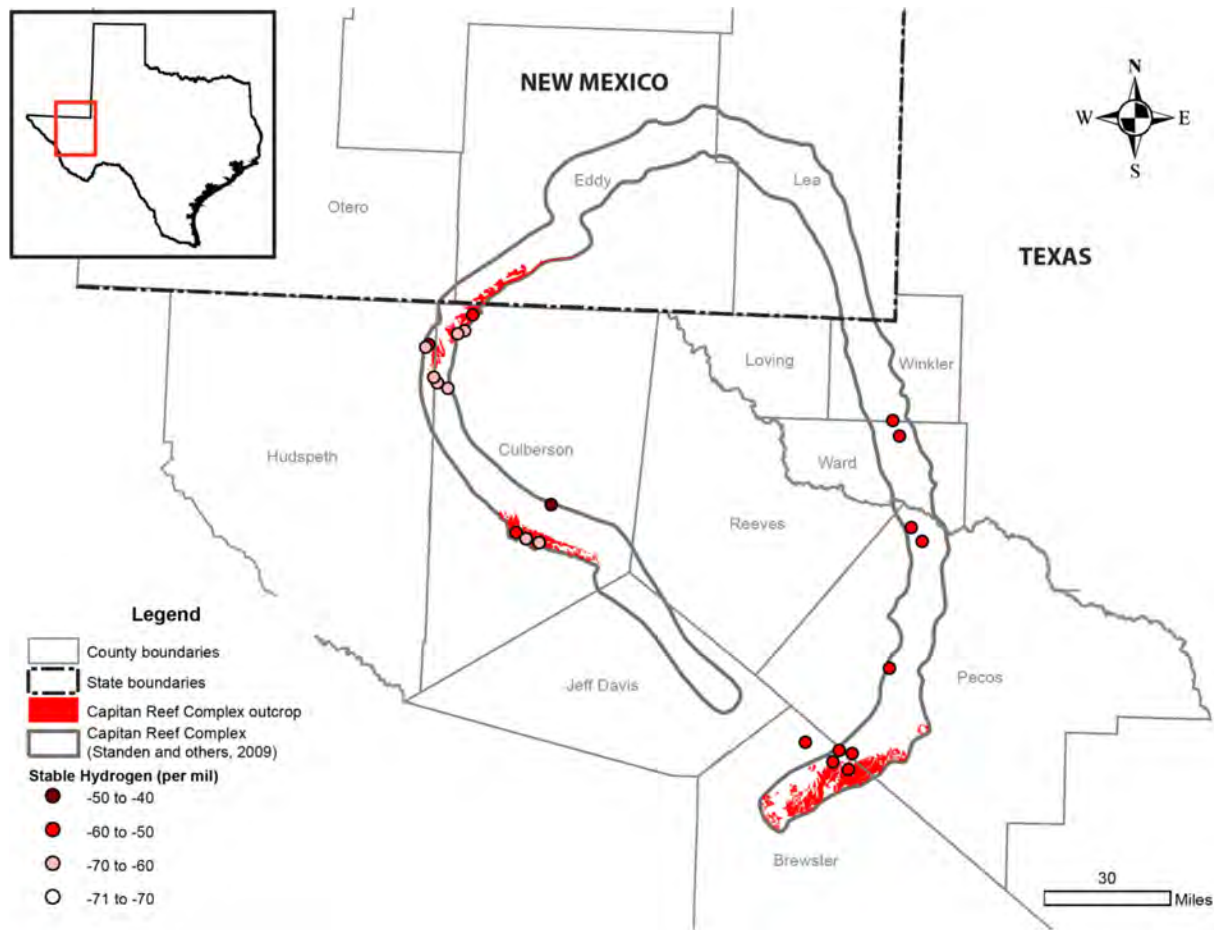 NEW MEXICO
N
W
E
S
Eddy
Lea
Otero
TEXAS
Loving
Winkler
Hudspeth
Culberson
Ward
Reeves
Jeff Davis
Pecos
Brewster
Legend
County boundaries
State boundaries
Capitan Reef Complex outcrop
Capitan Reef Complex
(Standen and others, 2009)
Stable Hydrogen (per mil)
-50 to -40
-60 to -50
-70 to -60
-71 to -70
30
Miles